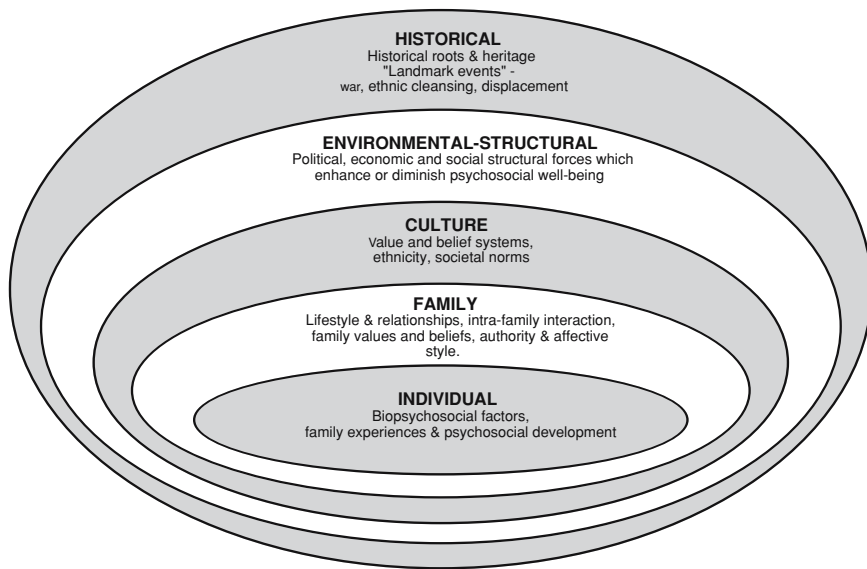 HISTORICAL
Historical roots & heritage
"Landmark events" -
war, ethnic cleansing, displacement
ENVIRONMENTAL-STRUCTURAL
Political, economic and social structural forces which
enhance or diminish psychosocial well-being
CULTURE
Value and belief systems,
ethnicity, societal norms
FAMILY
Lifestyle & relationships, intra-family interaction,
family values and beliefs, authority & affective
style.
INDIVIDUAL
Biopsychosocial factors,
family experiences & psychosocial development